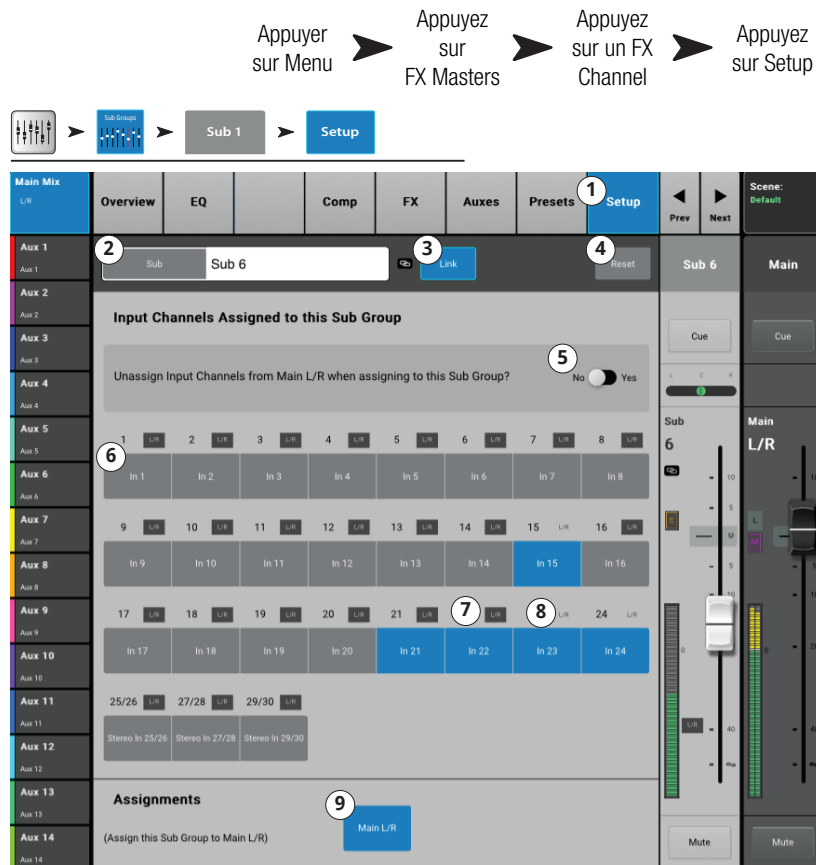 Appuyer
sur Menu
Appuyez
sur
FX Masters
Appuyez
sur un FX
Channel
Appuyez
sur Setup
Sub Groups
Sub 1
Setup
Main Mix
L/R
Overview
EQ
Comp
FX
Auxes
Presets
1
Setup
Prev
Next
Scene:
Default
Aux 1
Aux 1
Aux 2
Aux 2
Aux 3
Aux 3
Aux 4
Aux 4
Aux 5
Aux 5
Aux 6
Aux 6
Aux 7
Aux 7
Aux 8
Aux 8
Aux 9
Aux 9
Aux 10
Aux 10
Aux 11
Aux 11
Aux 12
Aux 12
Aux 13
Aux 13
Aux 14
Aux 14
2
Sub
Sub 6
3
Link
4
Reset
Input Channels Assigned to this Sub Group
Unassign Input Channels from Main L/R when assigning to this Sub Group?
5
No
Yes
1 L/R 2 L/R 3 L/R 4 L/R 5 L/R 6 L/R 7 L/R 8 L/R
6
In 1 In 2 In 3 In 4 In 5 In 6 In 7 In 8
9 L/R 10 L/R 11 L/R 12 L/R 13 L/R 14 L/R 15 L/R 16 L/R
In 9 In 10 In 11 In 12 In 13 In 14 In 15 In 16
17 L/R 18 L/R 19 L/R 20 L/R 21 L/R 7 L/R 8 L/R 24 L/R
In 17 In 18 In 19 In 20 In 21 In 22 In 23 In 24
25/26 L/R 27/28 L/R 29/30 L/R
Stereo In 25/26 Stereo In 27/28 Stereo In 29/30
Assignments
(Assign this Sub Group to Main L/R)
9
Main L/R
Sub 6
Cue
L C R
Sub
6
C
10
5
U
5
10
0
20
L/R
40
∞
Mute
Main
Cue
Main
L/R
L
0
Mute